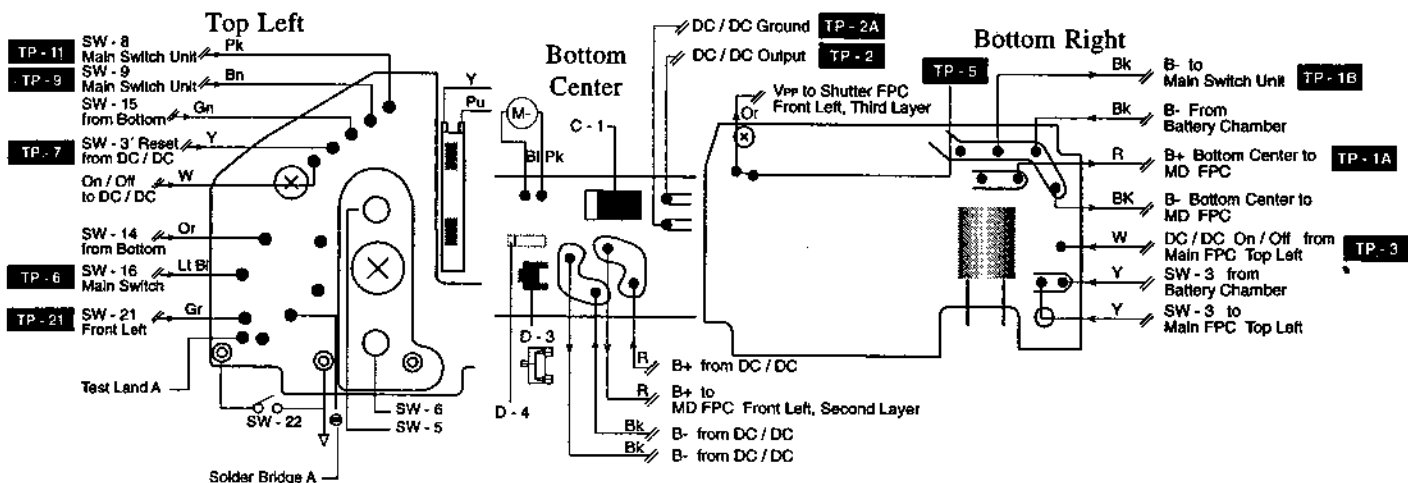 Top Left
TP - 11
SW - 8
Main Switch Unit
Pk
TP - 9
SW - 9
Main Switch Unit
Bn
SW - 15
from Bottom
Gn
TP - 7
SW - 3' Reset
from DC / DC
Y
On / Off
to DC / DC
W
SW - 14
from Bottom
Or
TP - 6
SW - 16
Main Switch
Lt Bl
TP - 21
SW - 21
Front Left
Gr
Test Land A
SW - 22
Solder Bridge A
SW - 6
SW - 5
Y
Pu
Bottom
Center
M-
Bl
Pk
C - 1
D - 3
D - 4
DC / DC Ground
TP - 2A
DC / DC Output
TP - 2
R
B+ from DC / DC
R
B+ to
MD FPC Front Left, Second Layer
Bk
B- from DC / DC
Bk
B- from DC / DC
Bottom Right
TP - 5
VPP to Shutter FPC
Front Left, Third Layer
Or
Bk
B- to
Main Switch Unit
TP - 1B
Bk
B- From
Battery Chamber
R
B+ Bottom Center to
MD FPC
TP - 1A
BK
B- Bottom Center to
MD FPC
W
DC / DC On / Off from
Main FPC Top Left
TP - 3
Y
SW - 3 from
Battery Chamber
Y
SW - 3 to
Main FPC Top Left